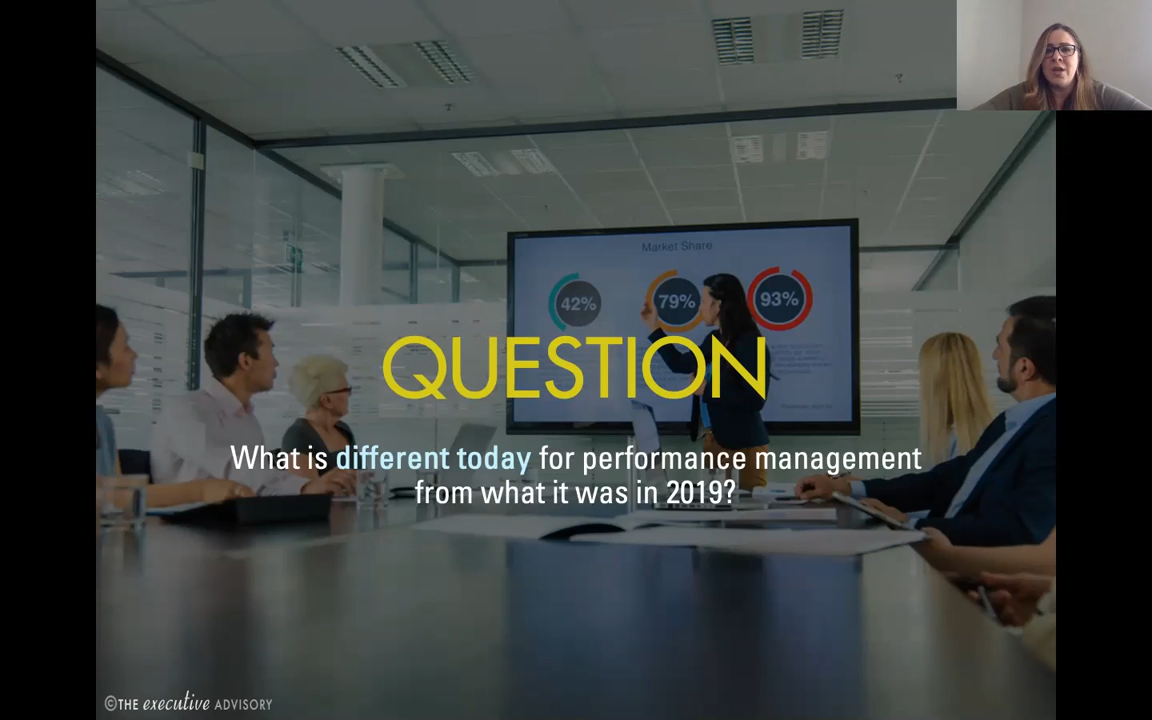 Market Share
42%
79%
93%
QUESTION
What is different today for performance management
from what it was in 2019?
©THE executive ADVISORY